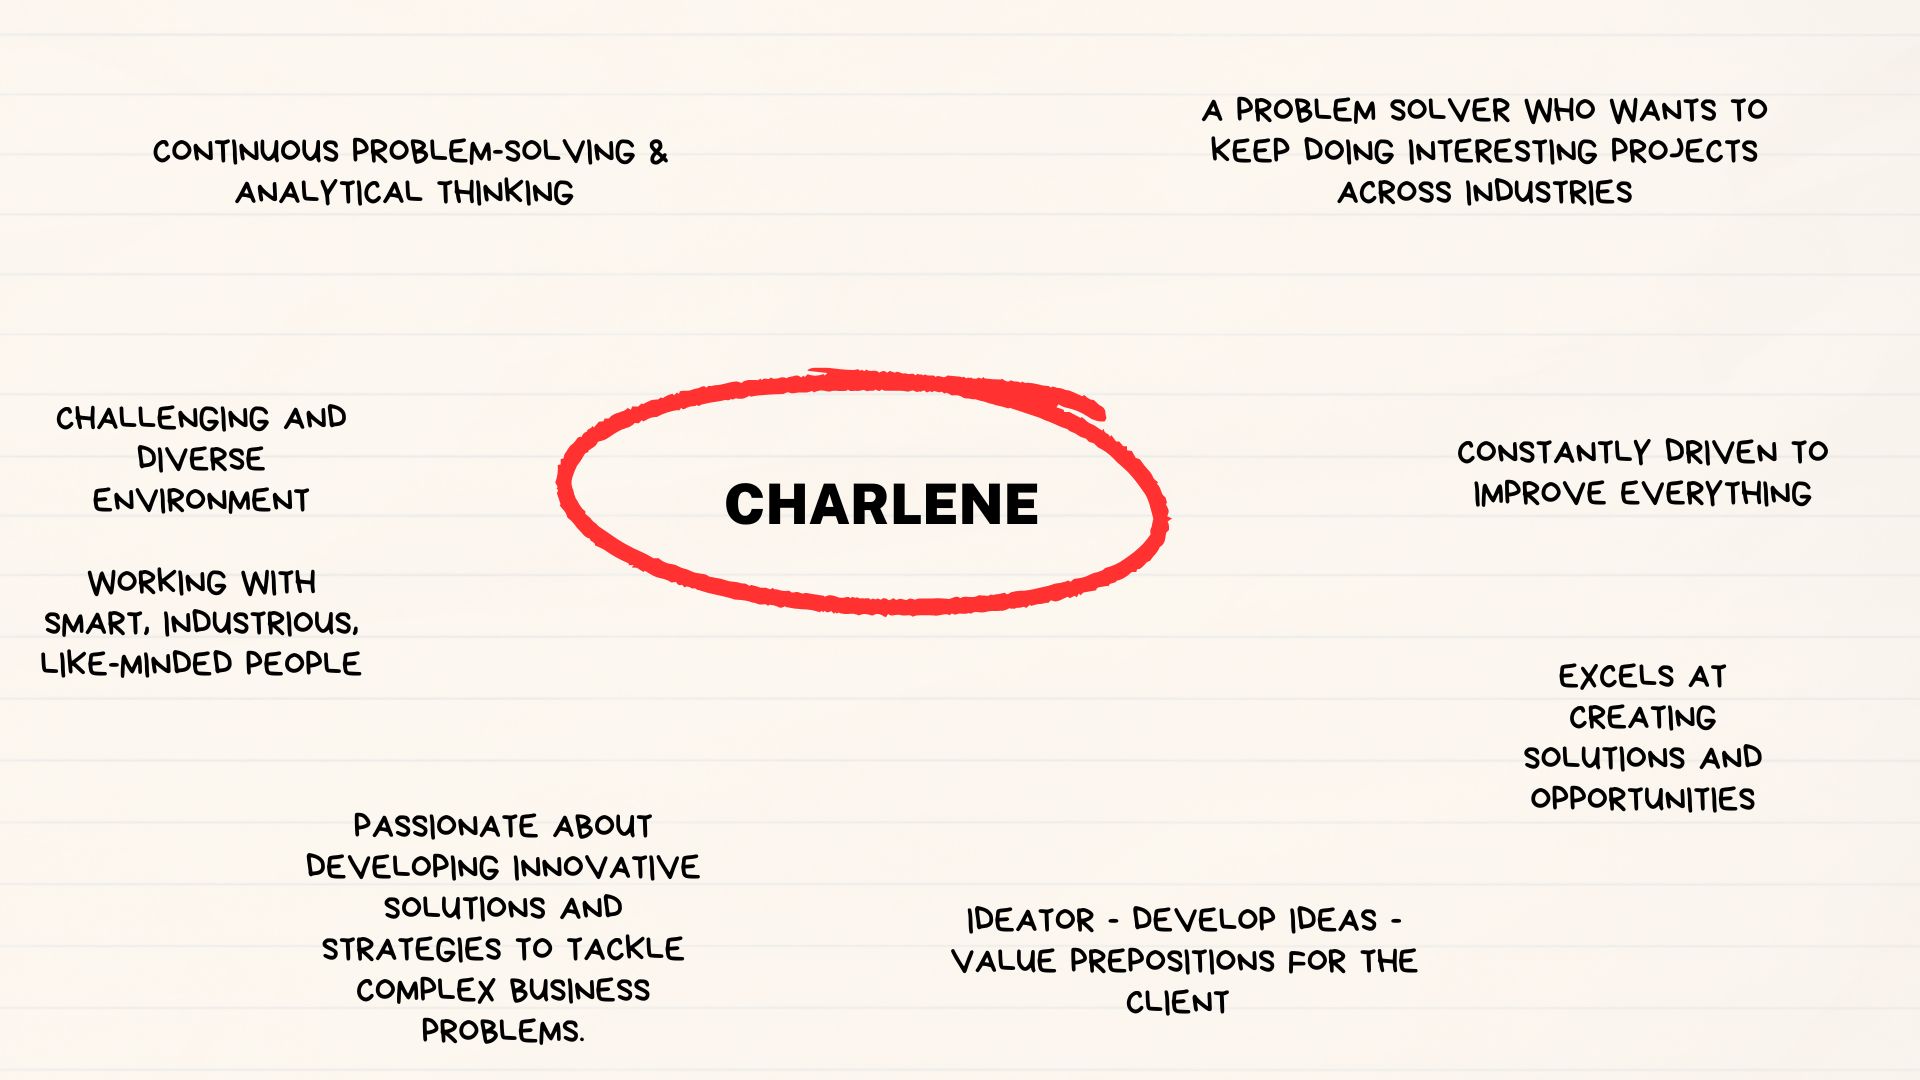 CONTINUOUS PROBLEM-SOLVING &
ANALYTICAL THINKING
A PROBLEM SOLVER WHO WANTS TO
KEEP DOING INTERESTING PROJECTS
ACROSS INDUSTRIES
CHALLENGING AND
DIVERSE
ENVIRONMENT
WORKING WITH
SMART, INDUSTRIOUS,
LIKE-MINDED PEOPLE
CHARLENE
CONSTANTLY DRIVEN TO
IMPROVE EVERYTHING
EXCELS AT
CREATING
SOLUTIONS AND
OPPORTUNITIES
PASSIONATE ABOUT
DEVELOPING INNOVATIVE
SOLUTIONS AND
STRATEGIES TO TACKLE
COMPLEX BUSINESS
PROBLEMS.
IDEATOR - DEVELOP IDEAS -
VALUE PREPOSITIONS FOR THE
CLIENT